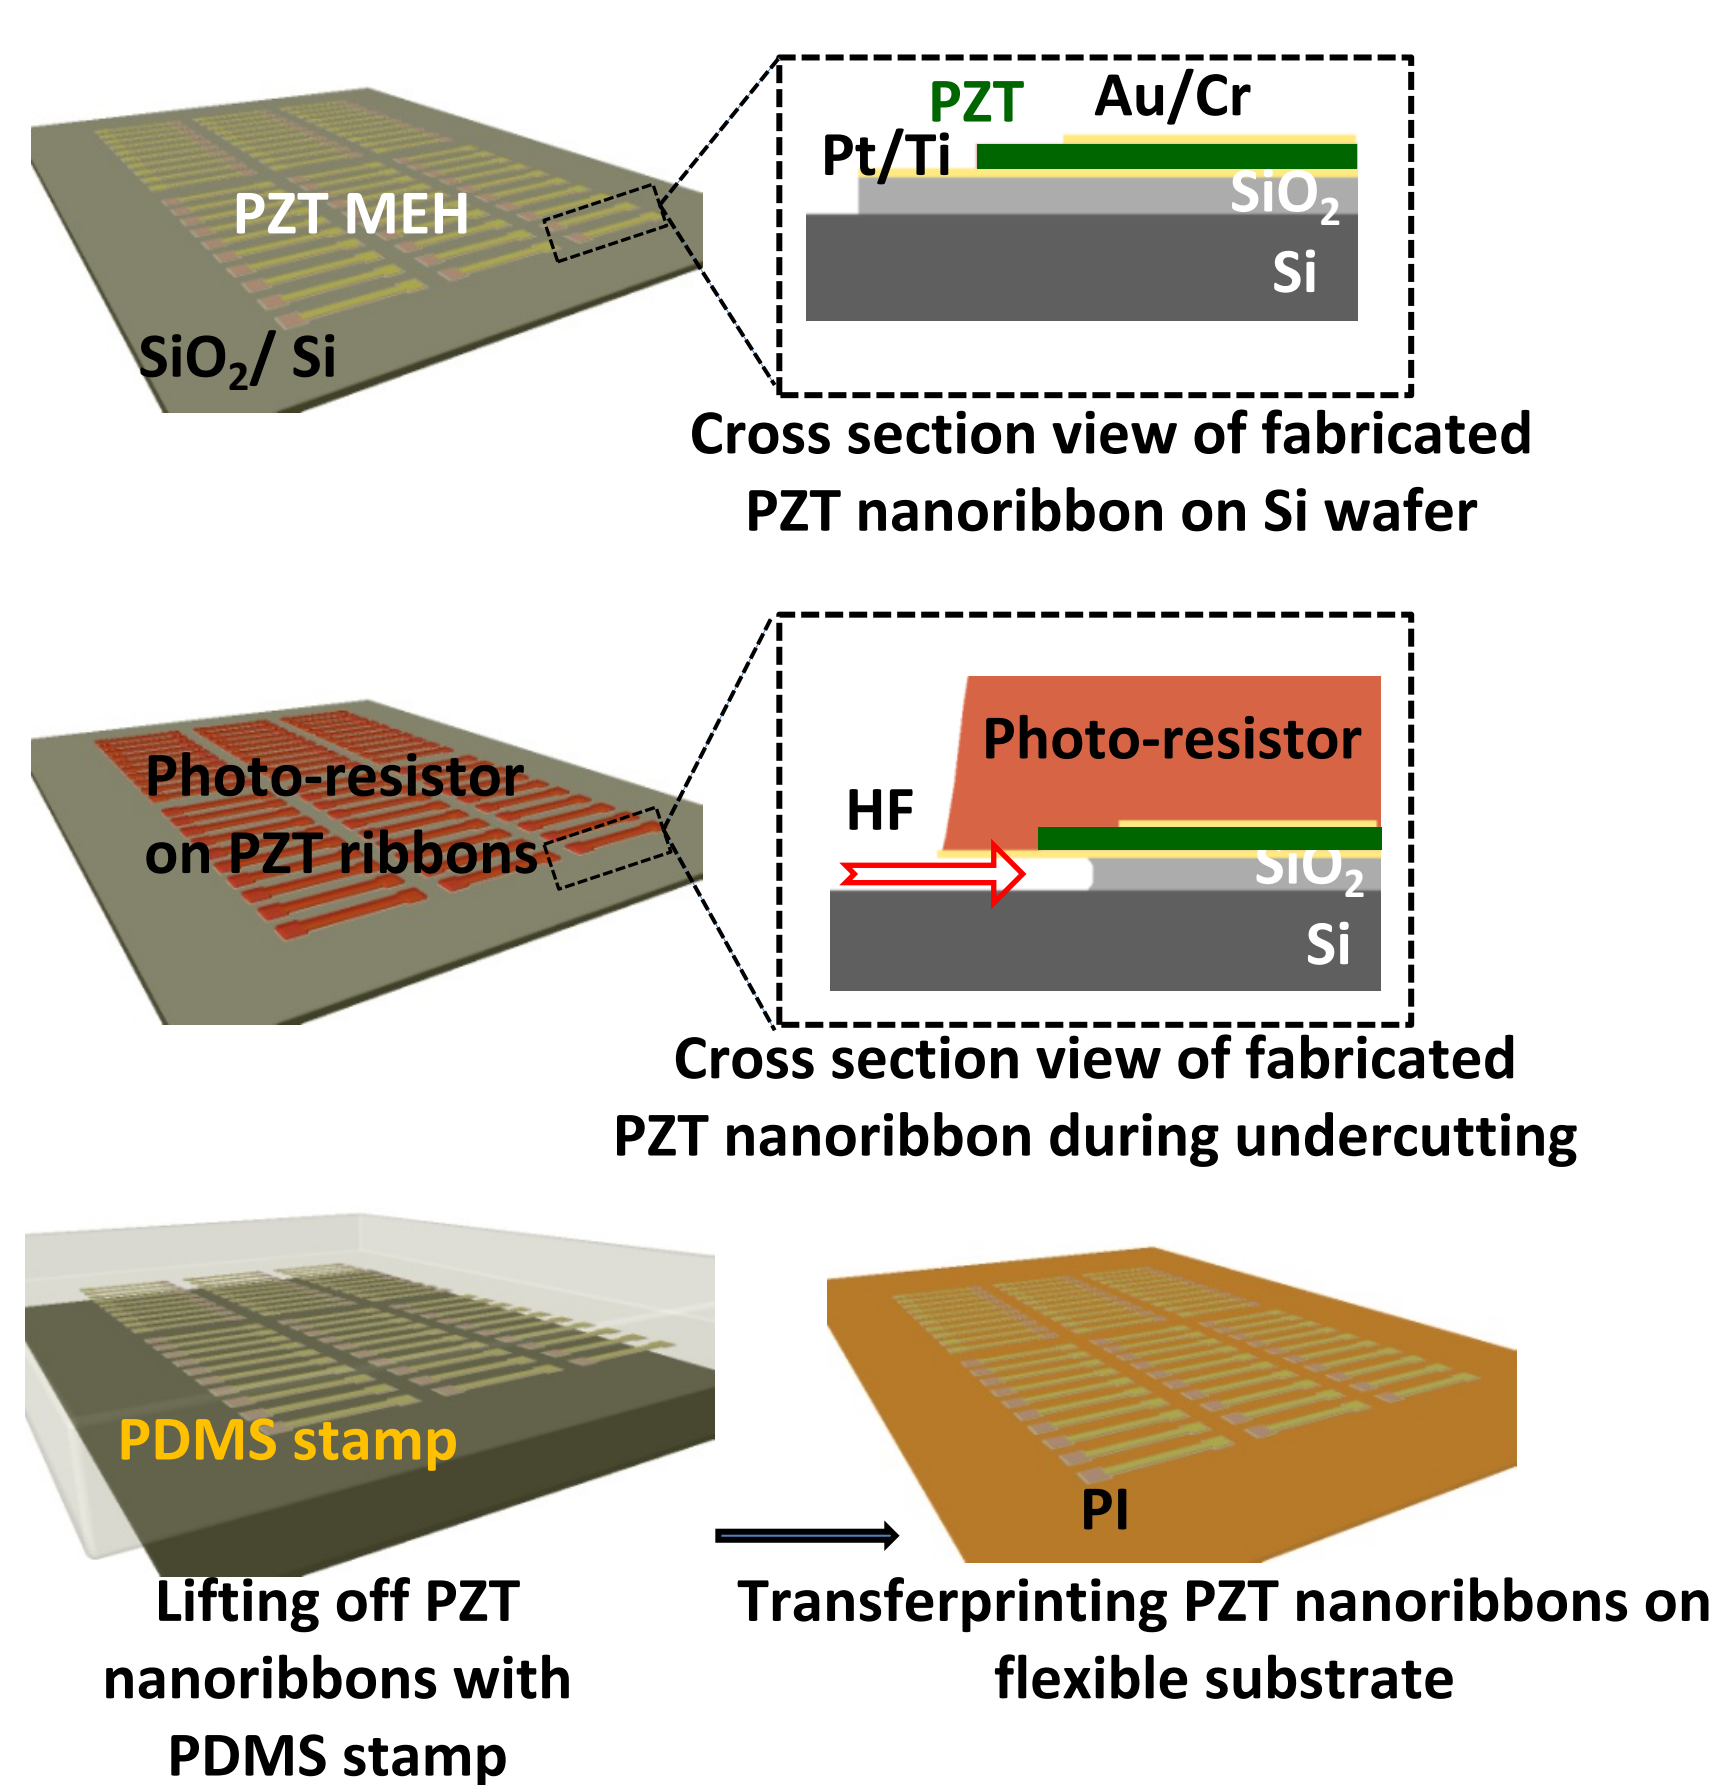 PZT MEH
SiO₂/ Si
PZT
Au/Cr
Pt/Ti
SiO₂
Si
Cross section view of fabricated
PZT nanoribbon on Si wafer
Photo-resistor
on PZT ribbons
Photo-resistor
HF
SiO₂
Si
Cross section view of fabricated
PZT nanoribbon during undercutting
PDMS stamp
PI
Lifting off PZT
nanoribbons with
PDMS stamp
Transferprinting PZT nanoribbons on
flexible substrate